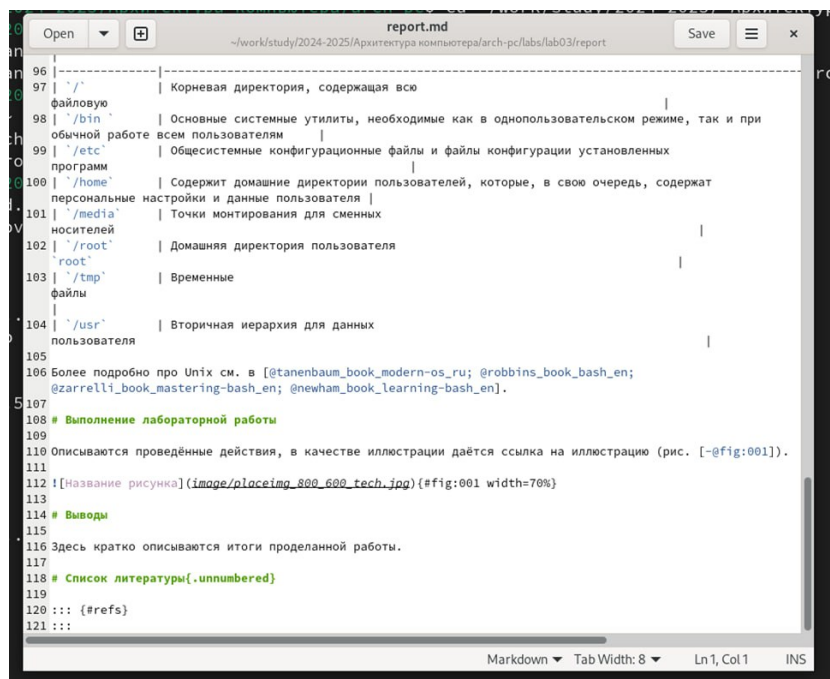 Open
report.md
~/work/study/2024-2025/Архитектура компьютера/arch-pc/labs/lab03/report
Save
96 |--------------|--------------------------------------------------------------------------------
97 | `/`          | Корневая директория, содержащая всю
файловую |
98 | `/bin `      | Основные системные утилиты, необходимые как в однопользовательском режиме, так и при
обычной работе всем пользователям |
99 | `/etc`       | Общесистемные конфигурационные файлы и файлы конфигурации установленных
программ |
100 | `/home`      | Содержит домашние директории пользователей, которые, в свою очередь, содержат
персональные настройки и данные пользователя |
101 | `/media`     | Точки монтирования для сменных
носителей |
102 | `/root`      | Домашняя директория пользователя
`root` |
103 | `/tmp`       | Временные
файлы
|
104 | `/usr`       | Вторичная иерархия для данных
пользователя |
105
106 Более подробно про Unix см. в [@tanenbaum_book_modern-os_ru; @robbins_book_bash_en;
@zarrelli_book_mastering-bash_en; @newham_book_learning-bash_en].
107
108 # Выполнение лабораторной работы
109
110 Описываются проведённые действия, в качестве иллюстрации даётся ссылка на иллюстрацию (рис. [-@fig:001]).
111
112 ![Название рисунка](image/placeimg_800_600_tech.jpg){#fig:001 width=70%}
113
114 # Выводы
115
116 Здесь кратко описываются итоги проделанной работы.
117
118 # Список литературы{.unnumbered}
119
120 ::: {#refs}
121 :::
Markdown Tab Width: 8 Ln 1, Col 1 INS